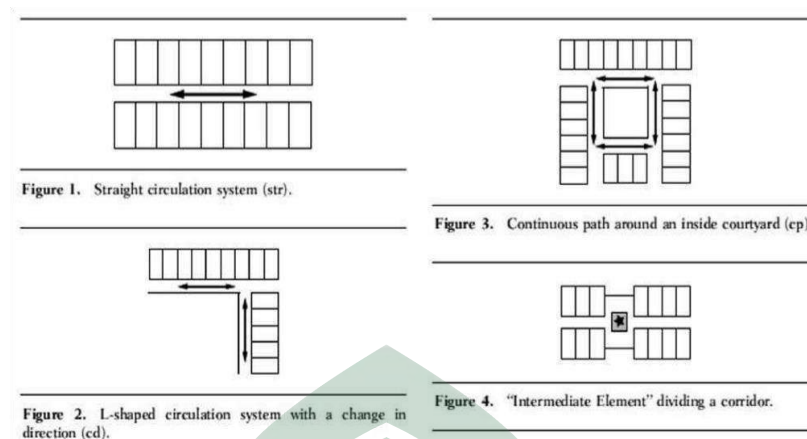 Figure 1. Straight circulation system (str).
Figure 2. L-shaped circulation system with a change in
direction (cd).
Figure 3. Continuous path around an inside courtyard (cp)
Figure 4. "Intermediate Element" dividing a corridor.